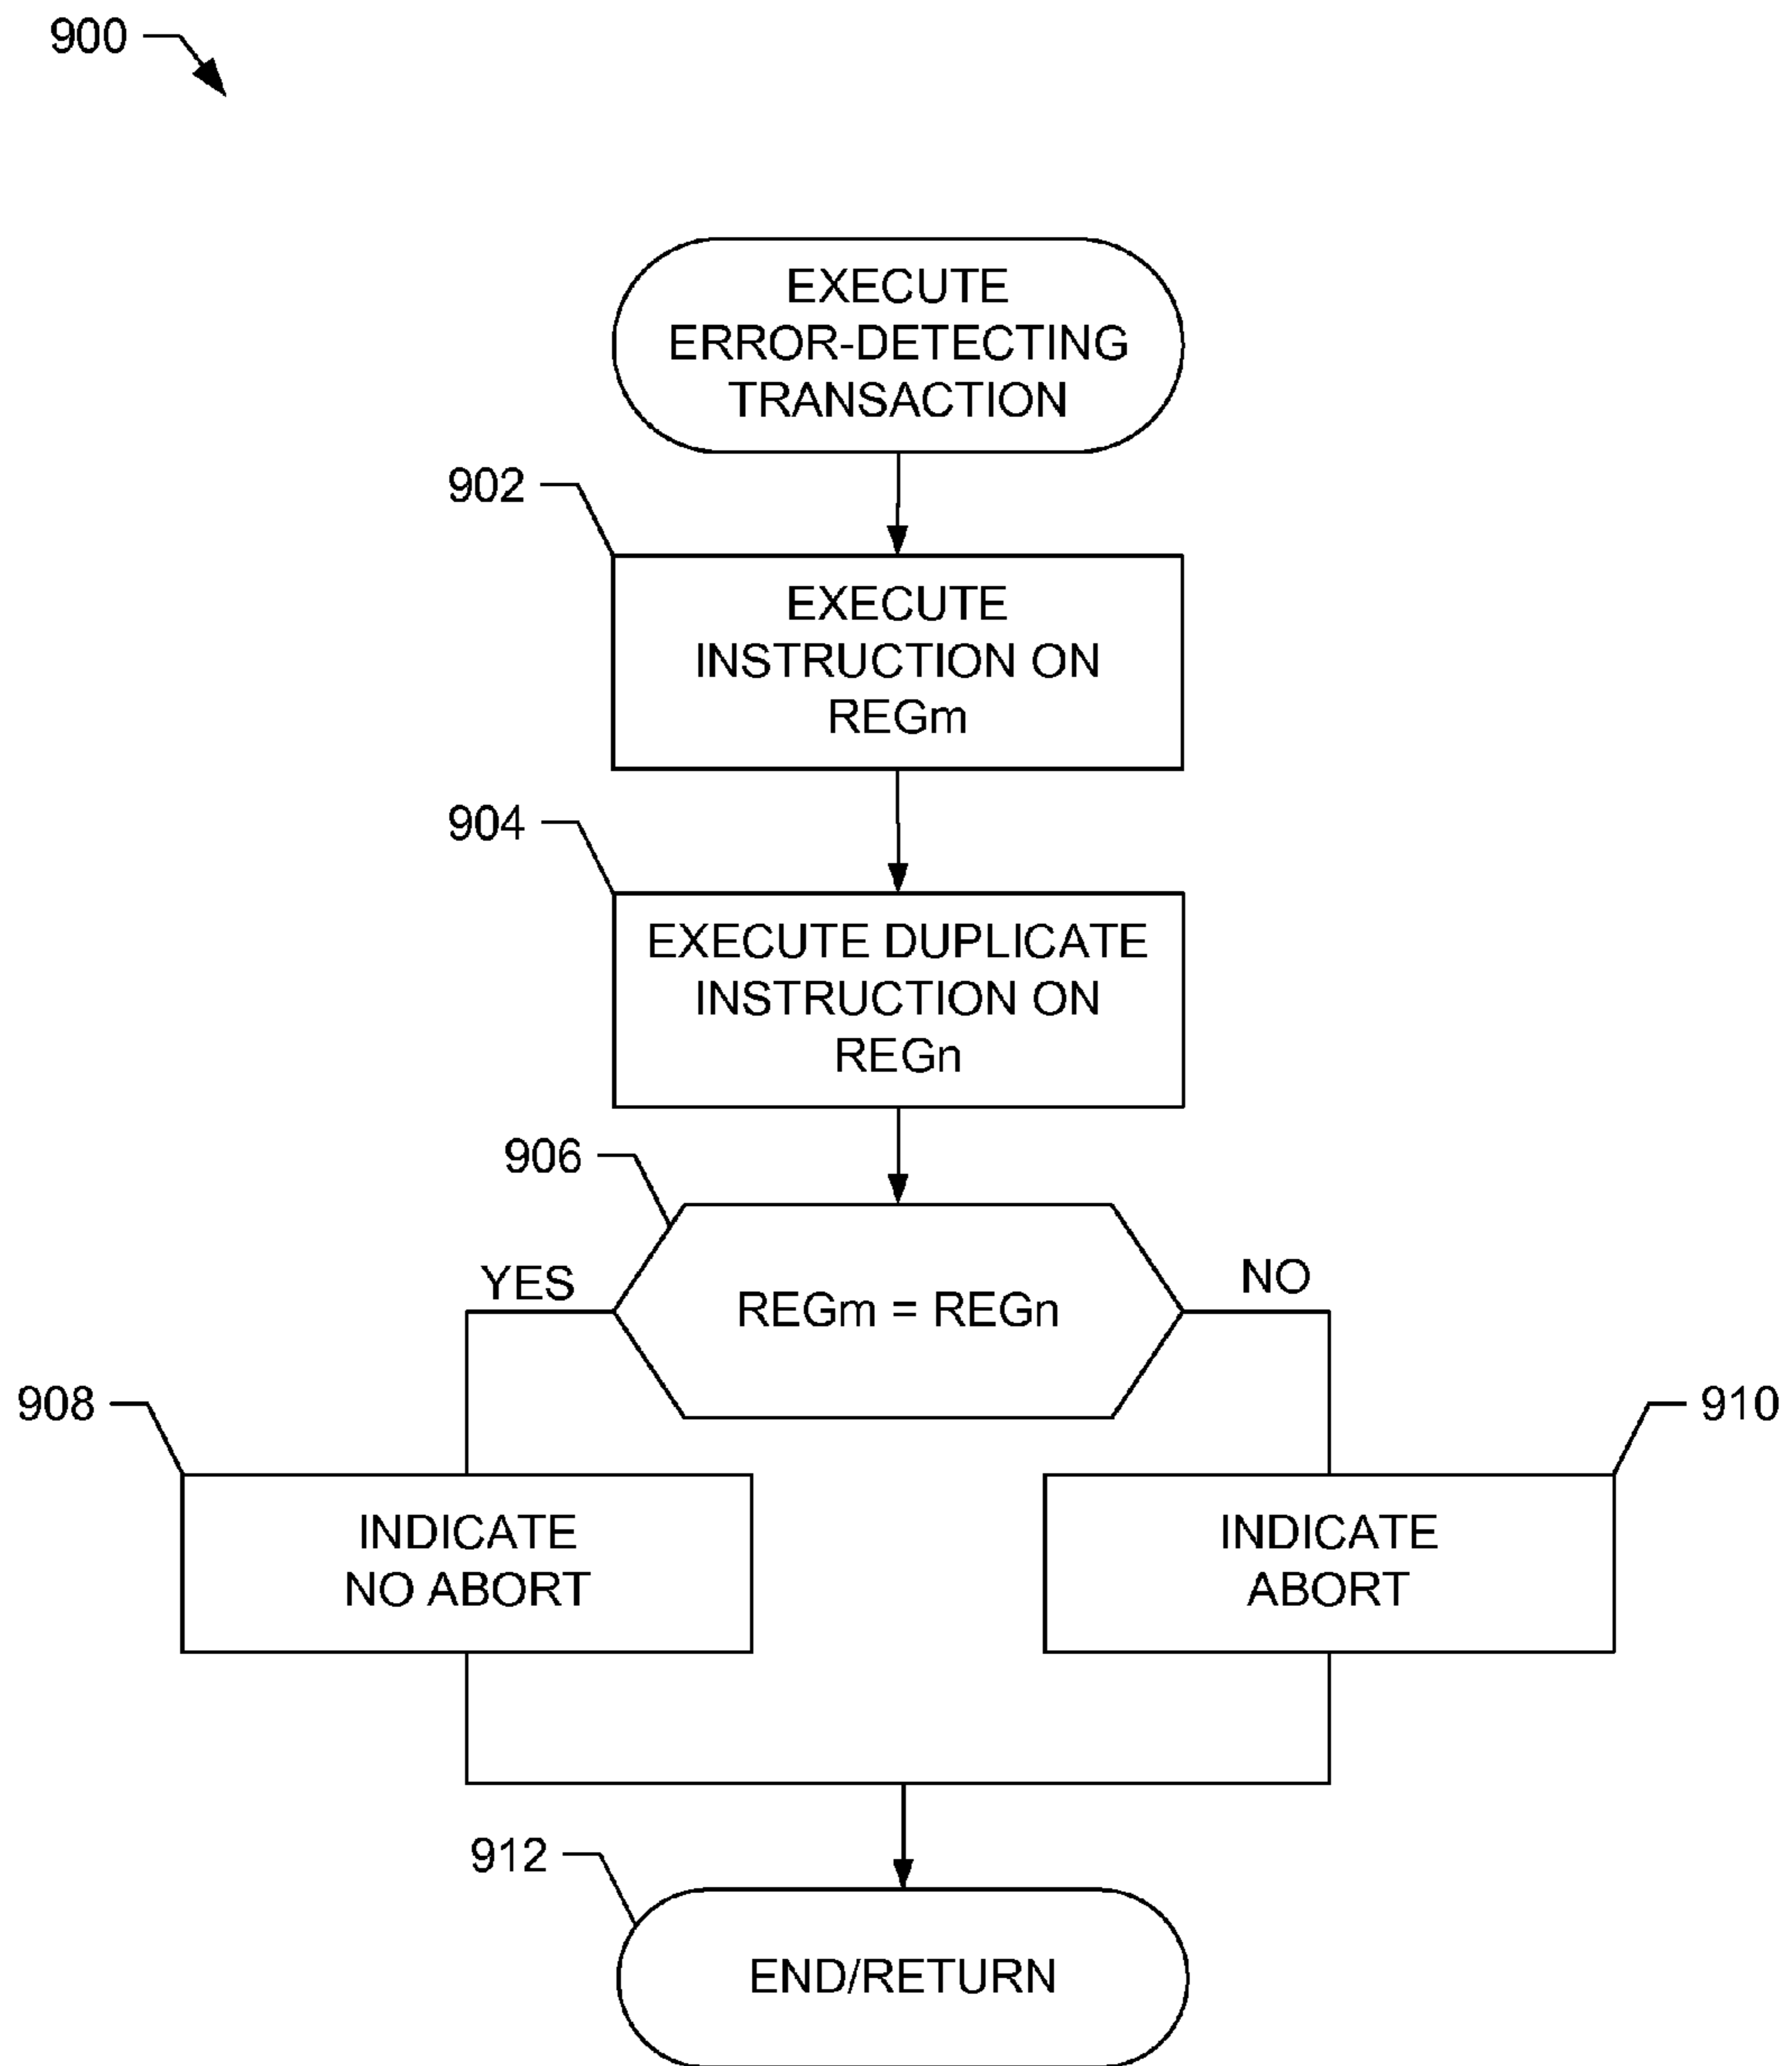 900
EXECUTE
ERROR-DETECTING
TRANSACTION
902
EXECUTE
INSTRUCTION ON
REGm
904
EXECUTE DUPLICATE
INSTRUCTION ON
REGn
906
YES
REGm = REGn
NO
908
INDICATE
NO ABORT
910
INDICATE
ABORT
912
END/RETURN